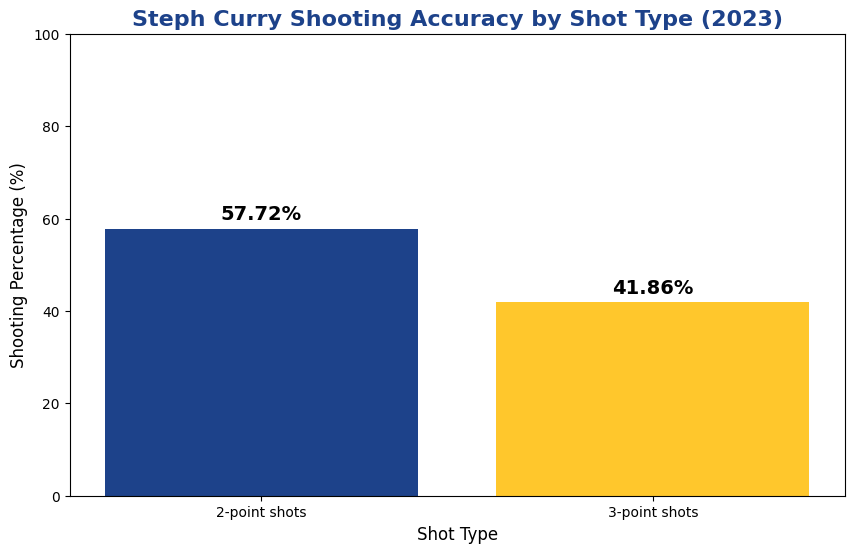 Steph Curry Shooting Accuracy by Shot Type (2023)
Shooting Percentage (%)
100
80
60
40
20
0
57.72%
41.86%
2-point shots
3-point shots
Shot Type